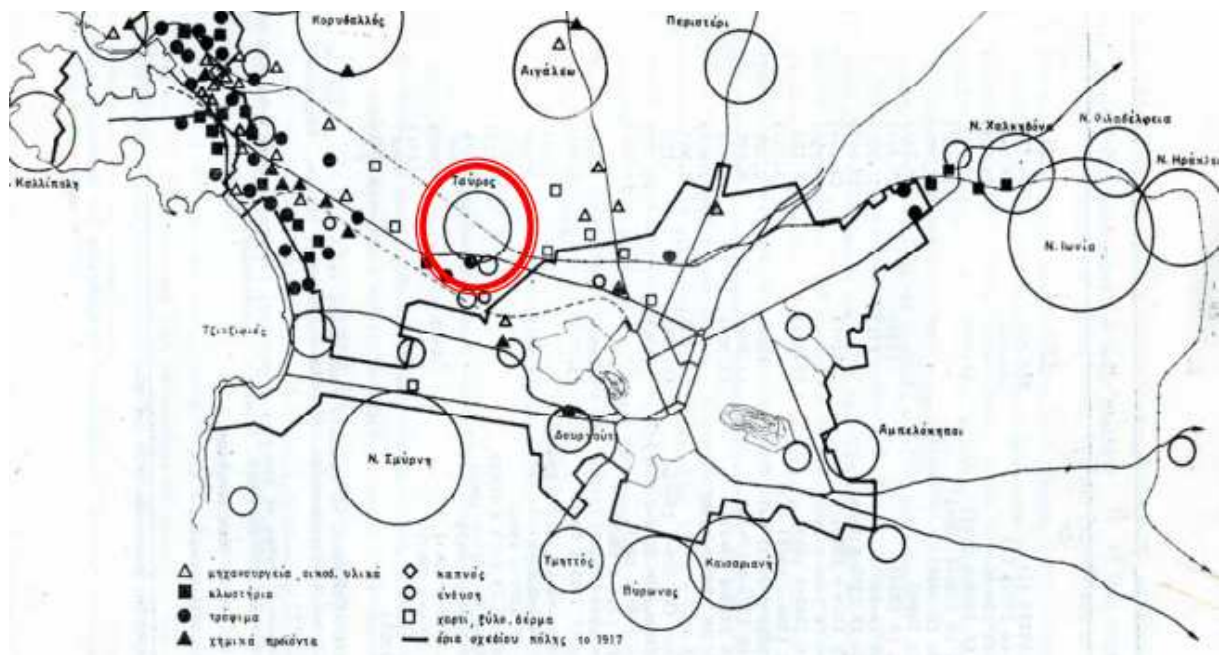 Κορυδαλλός
Περιστέρι
Αιγάλεω
Ν. Χαλκηδόνα
Ν. Φιλαδέλφεια
Ν. Ηράκλει
. Καλλίπολη
Ταύρος
Ν. Ιωνία
Τζιτζιφιές
Δουργούτι
Αμπελόκηποι
Ν. Σμύρνη
Υμηττός
Βύρωνας
Καισαριανή
μηχανουργεία, οικοδ. υλικά
κλωστήρια
τρόφιμα
χημικά προϊόντα
καπνός
ένδυση
χαρτί, ξύλο, δέρμα
όρια σχεδίου πόλης το 1917